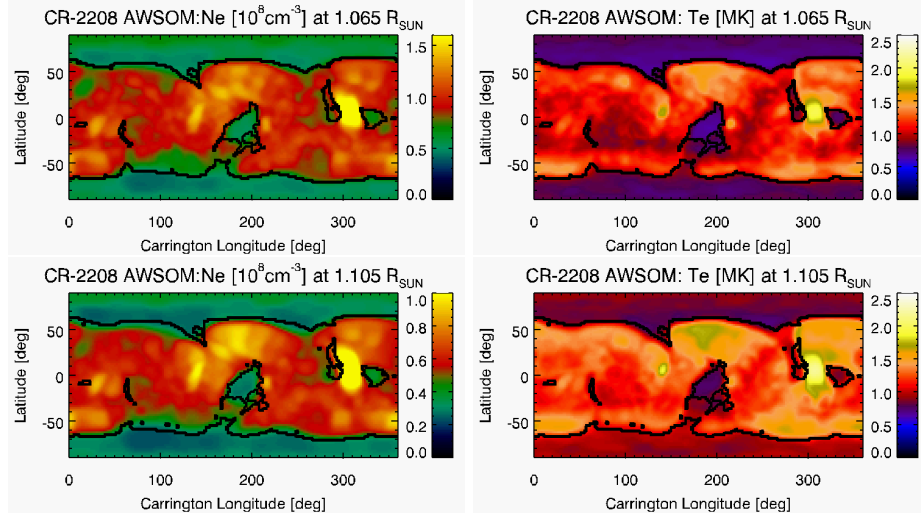 CR-2208 AWSOM:Ne [10⁸cm⁻³] at 1.065 R_SUN
Latitude [deg]
50
0
-50
0 100 200 300
Carrington Longitude [deg]
1.5
1.0
0.5
0.0
CR-2208 AWSOM: Te [MK] at 1.065 R_SUN
Latitude [deg]
50
0
-50
0 100 200 300
Carrington Longitude [deg]
2.5
2.0
1.5
1.0
0.5
0.0
CR-2208 AWSOM:Ne [10⁸cm⁻³] at 1.105 R_SUN
Latitude [deg]
50
0
-50
0 100 200 300
Carrington Longitude [deg]
1.0
0.8
0.6
0.4
0.2
0.0
CR-2208 AWSOM: Te [MK] at 1.105 R_SUN
Latitude [deg]
50
0
-50
0 100 200 300
Carrington Longitude [deg]
2.5
2.0
1.5
1.0
0.5
0.0